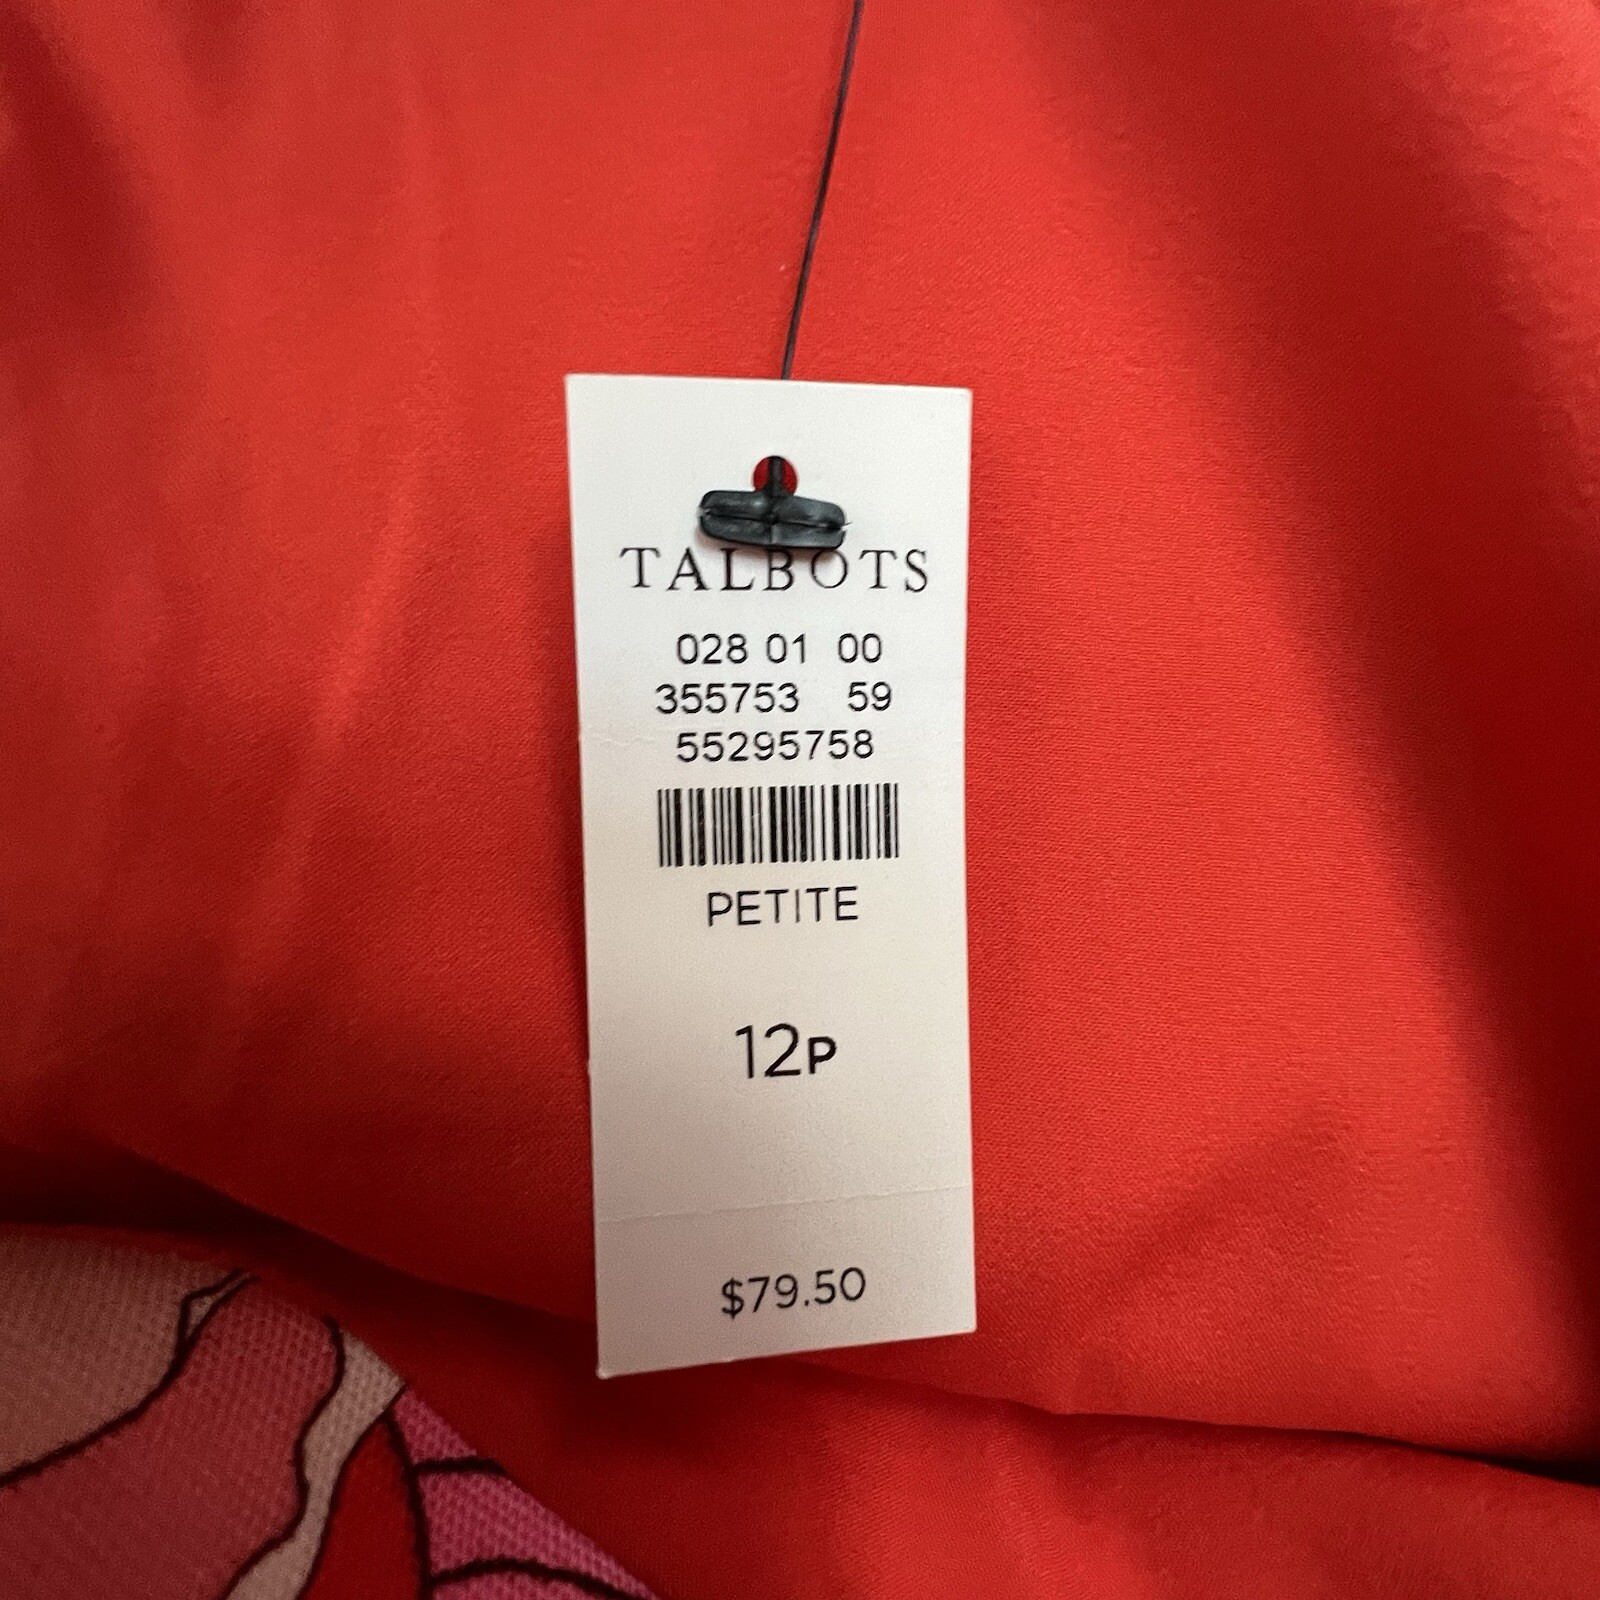 TALBOTS
028 01 00
355753 59
55295758
PETITE
12P
$79.50